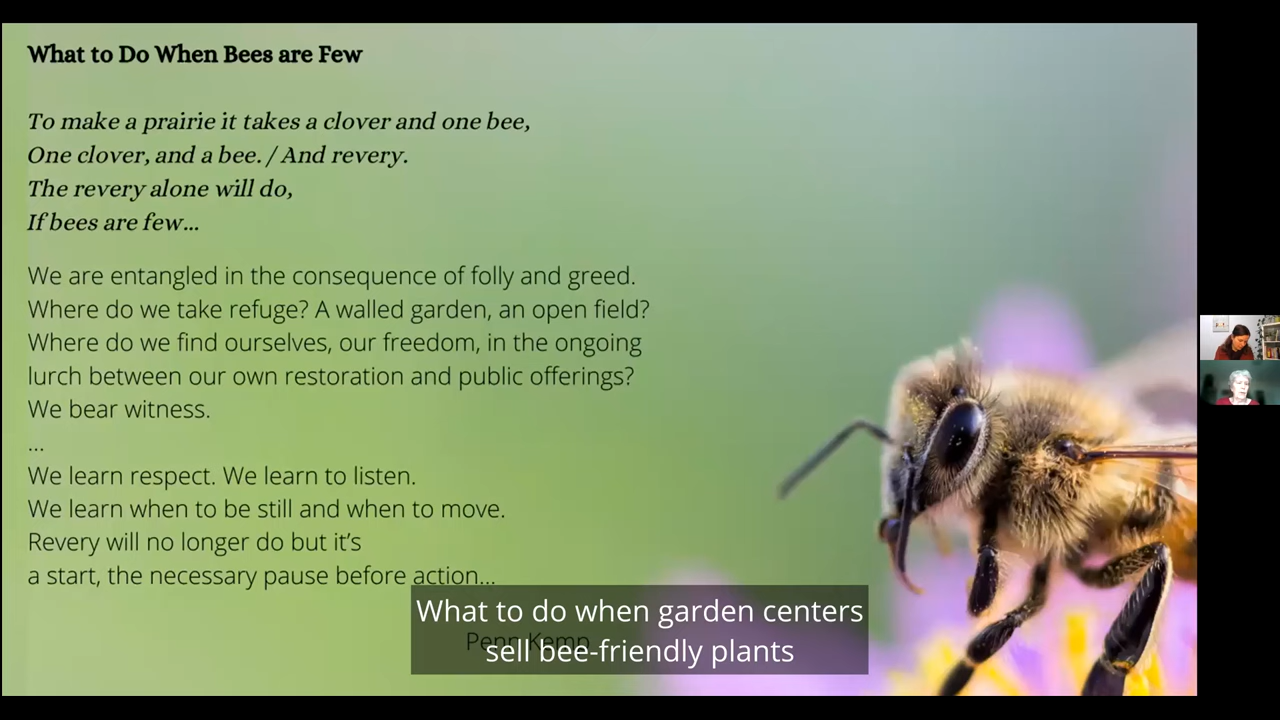 What to Do When Bees are Few
To make a prairie it takes a clover and one bee,
One clover, and a bee. / And revery.
The revery alone will do,
If bees are few...
We are entangled in the consequence of folly and greed.
Where do we take refuge? A walled garden, an open field?
Where do we find ourselves, our freedom, in the ongoing
lurch between our own restoration and public offerings?
We bear witness.
...
We learn respect. We learn to listen.
We learn when to be still and when to move.
Revery will no longer do but it's
a start, the necessary pause before action...
Penn Kemp
What to do when garden centers
sell bee-friendly plants